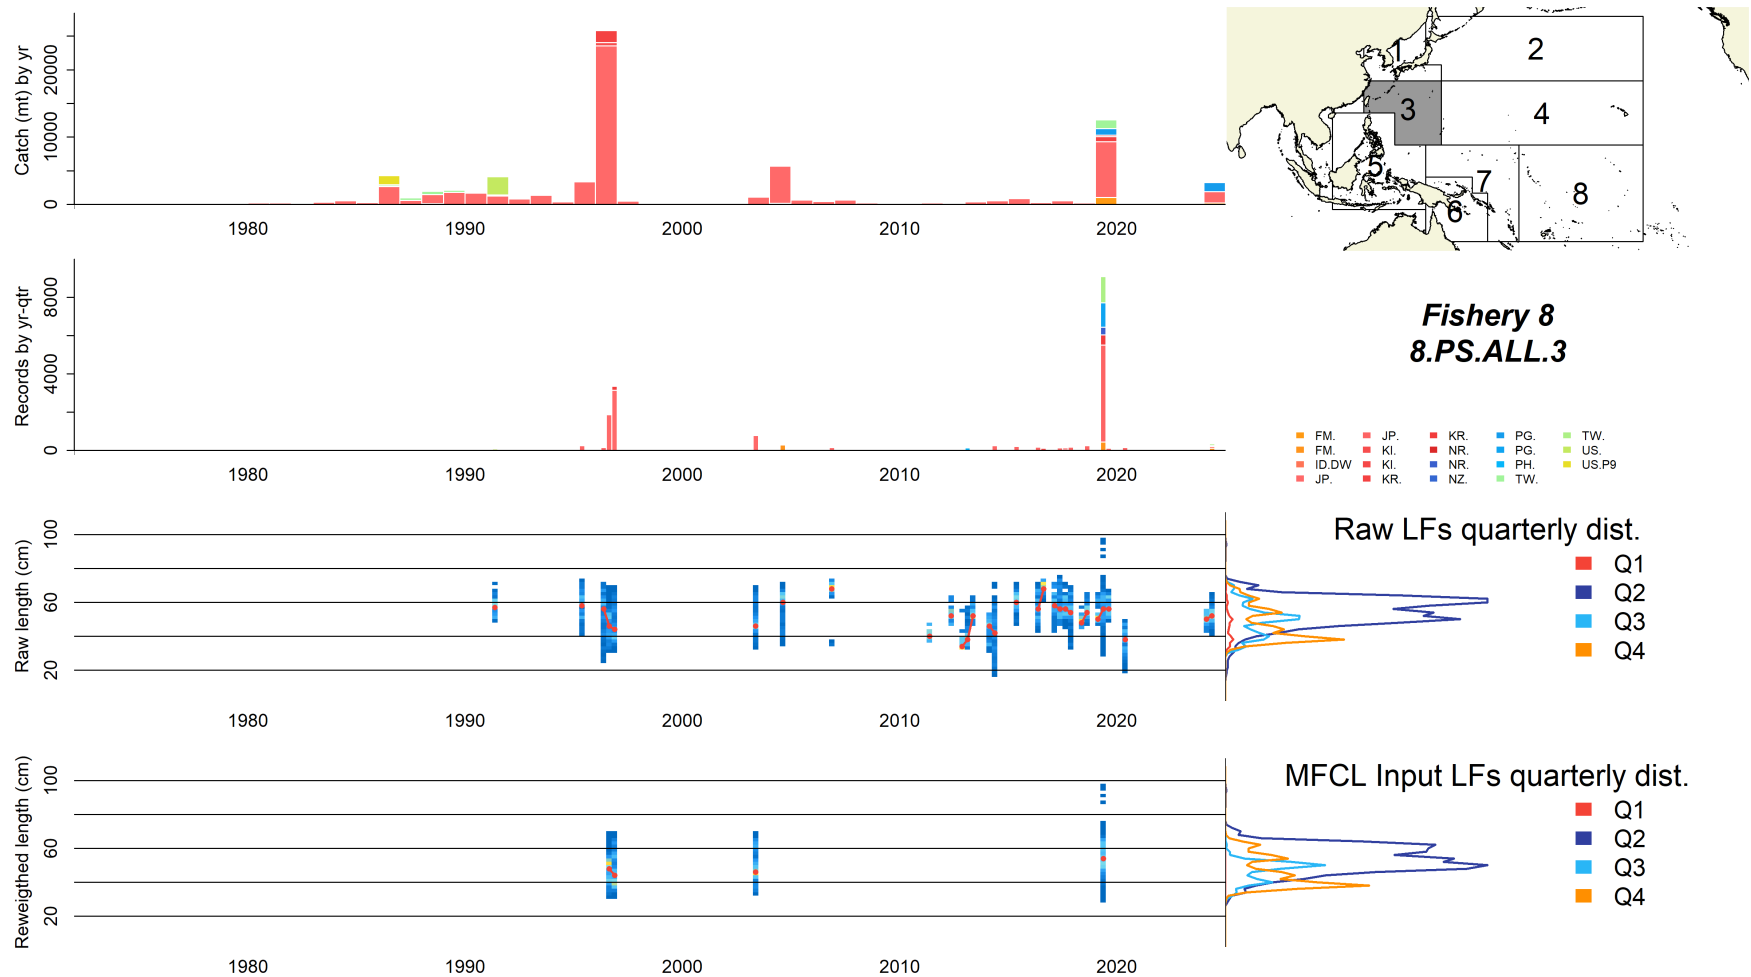 Catch (mt) by yr
0
10000
20000
1980
1990
2000
2010
2020
1
2
3
4
5
6
7
8
Records by yr-qtr
0
4000
8000
1980
1990
2000
2010
2020
Fishery 8
8.PS.ALL.3
FM. JP. KR. PG. TW.
FM. KI. NR. PG. US.
ID.DW KI. NR. PH. US.P9
JP. KR. NZ. TW.
Raw length (cm)
20
60
100
1980
1990
2000
2010
2020
Raw LFs quarterly dist.
Q1
Q2
Q3
Q4
Reweigthed length (cm)
20
60
100
1980
1990
2000
2010
2020
MFCL Input LFs quarterly dist.
Q1
Q2
Q3
Q4